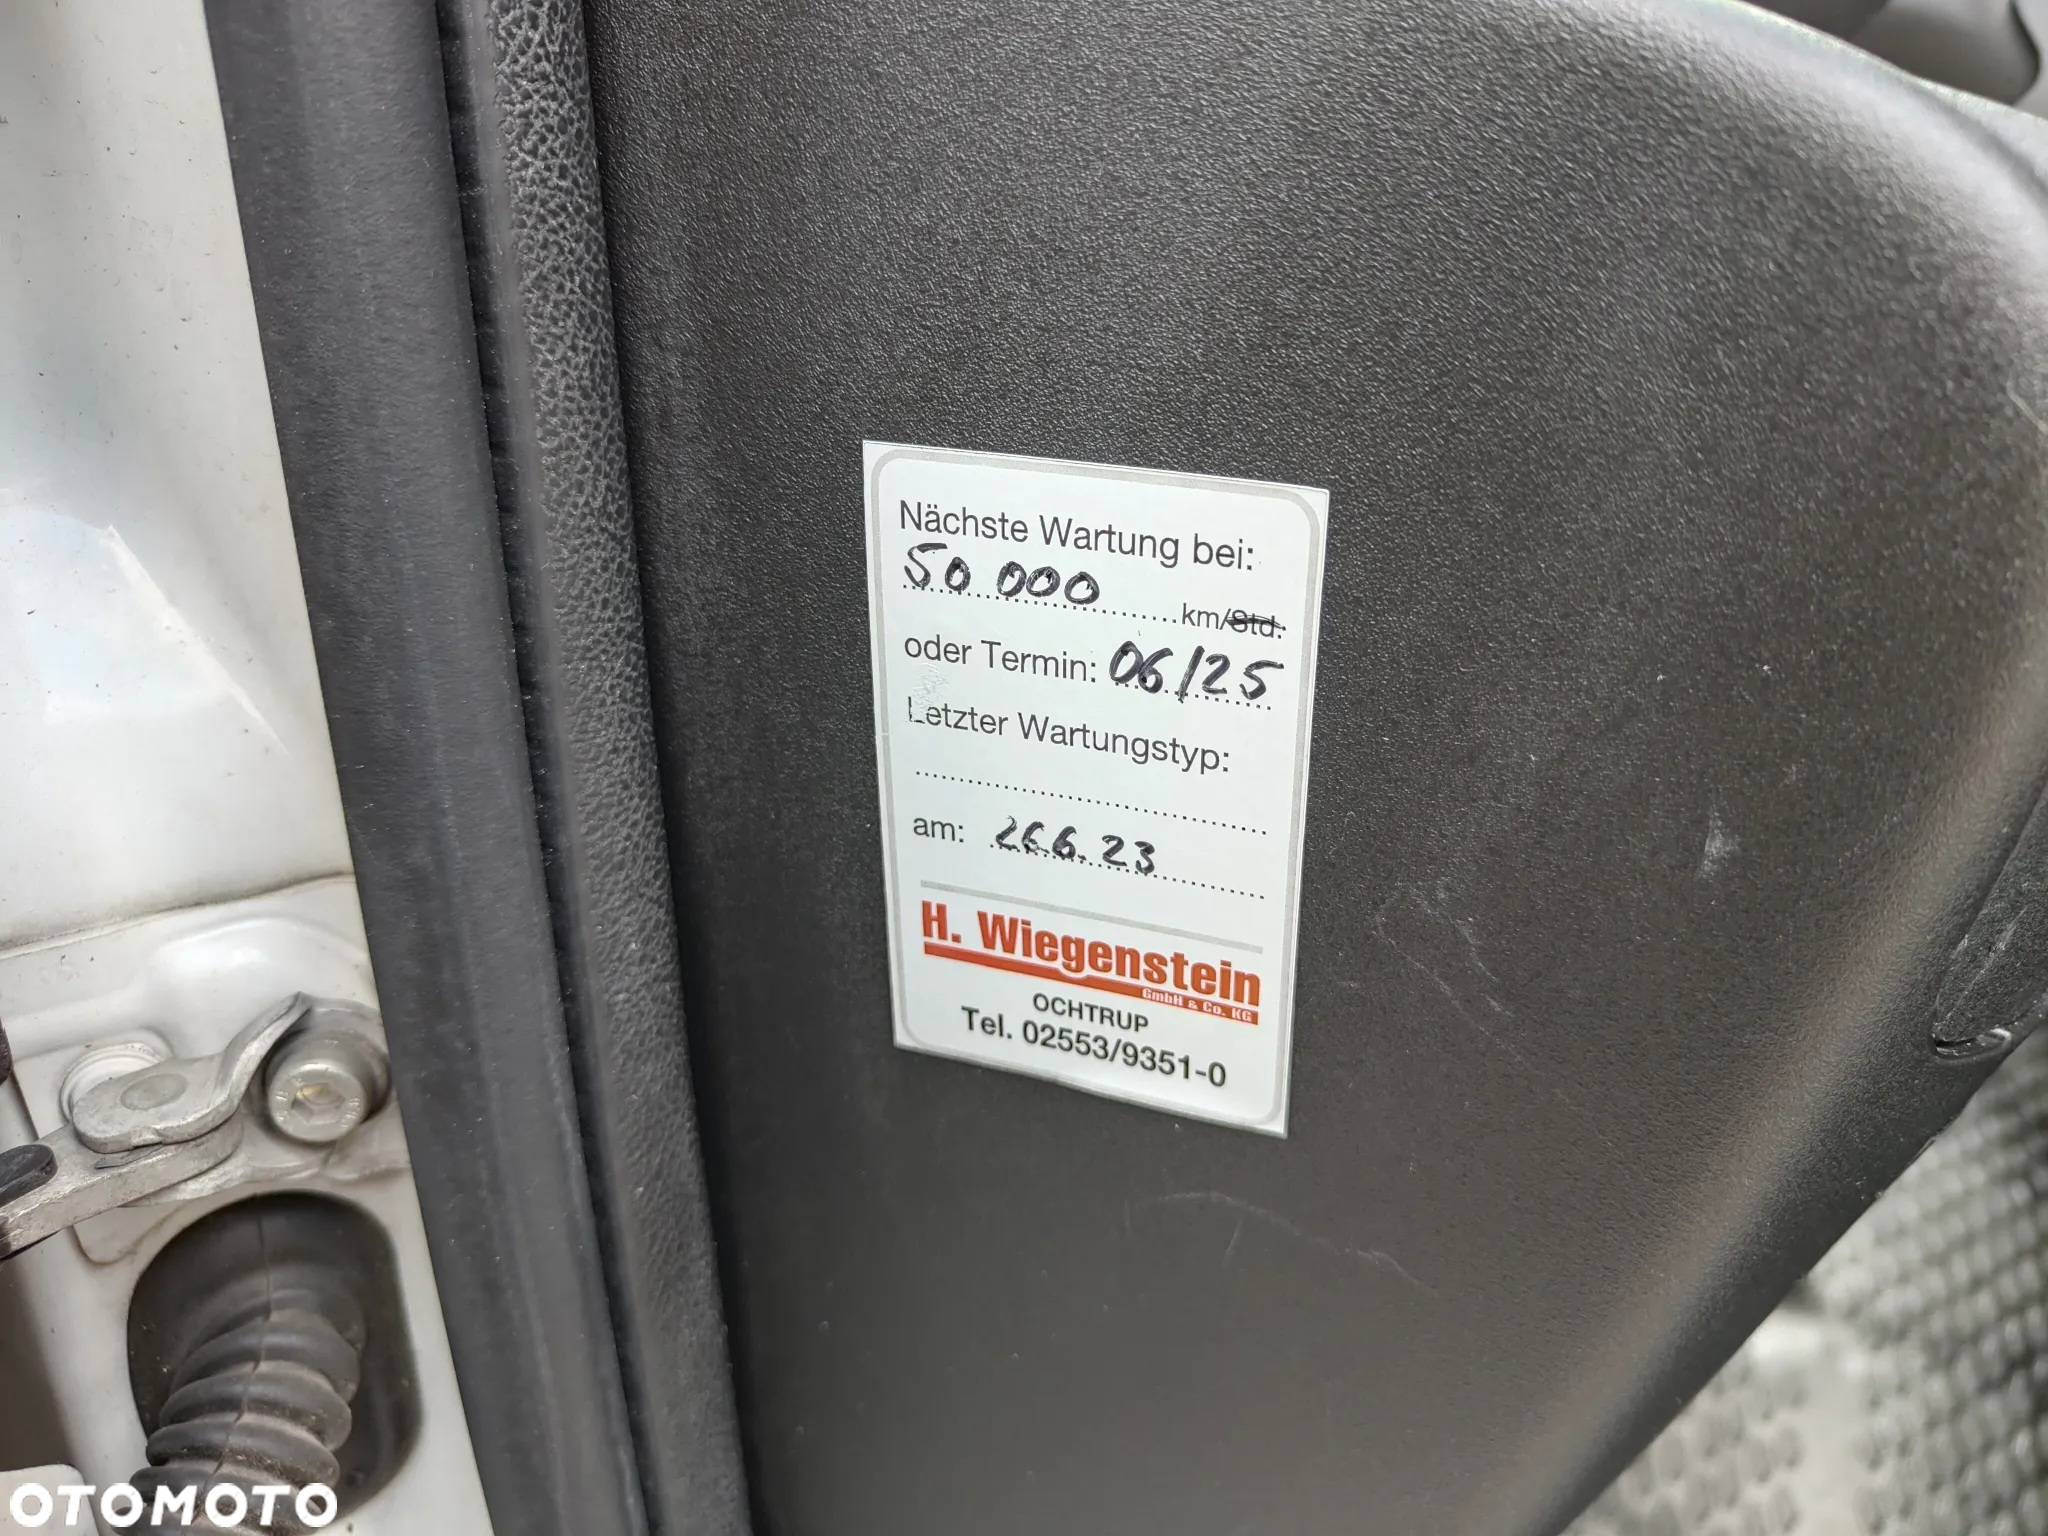 Nächste Wartung bei:
50 000 km/Std.
oder Termin: 06/25
Letzter Wartungstyp:
am: 26.6.23
H. Wiegenstein
GmbH & Co. KG
OCHTRUP
Tel. 02553/9351-0
OTOMOTO